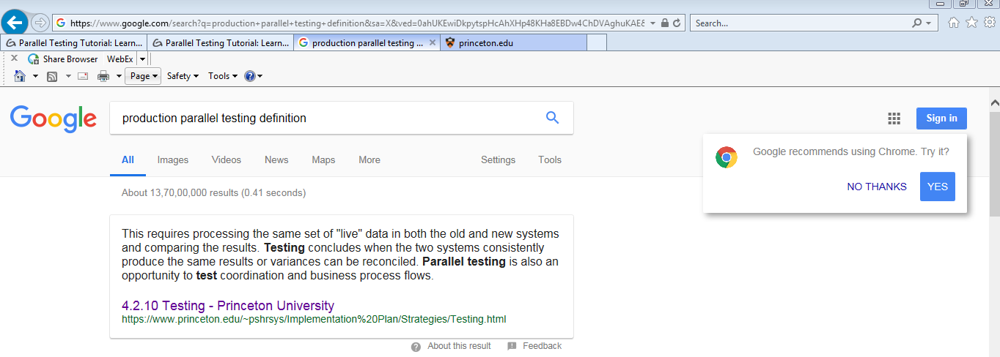 https://www.google.com/search?q=production+parallel+testing+definition&sa=X&ved=0ahUKEwiDkpytspHcAhXHp48KHa8EBDw4ChDVAghuKAE&
Search...
Parallel Testing Tutorial: Learn...
Parallel Testing Tutorial: Learn...
production parallel testing ...
princeton.edu
Share Browser WebEx
Page Safety Tools
Google
production parallel testing definition
Sign in
All Images Videos News Maps More Settings Tools
Google recommends using Chrome. Try it?
NO THANKS YES
About 13,70,00,000 results (0.41 seconds)
This requires processing the same set of "live" data in both the old and new systems
and comparing the results. Testing concludes when the two systems consistently
produce the same results or variances can be reconciled. Parallel testing is also an
opportunity to test coordination and business process flows.
4.2.10 Testing - Princeton University
https://www.princeton.edu/~pshrsys/Implementation%20Plan/Strategies/Testing.html
About this result Feedback